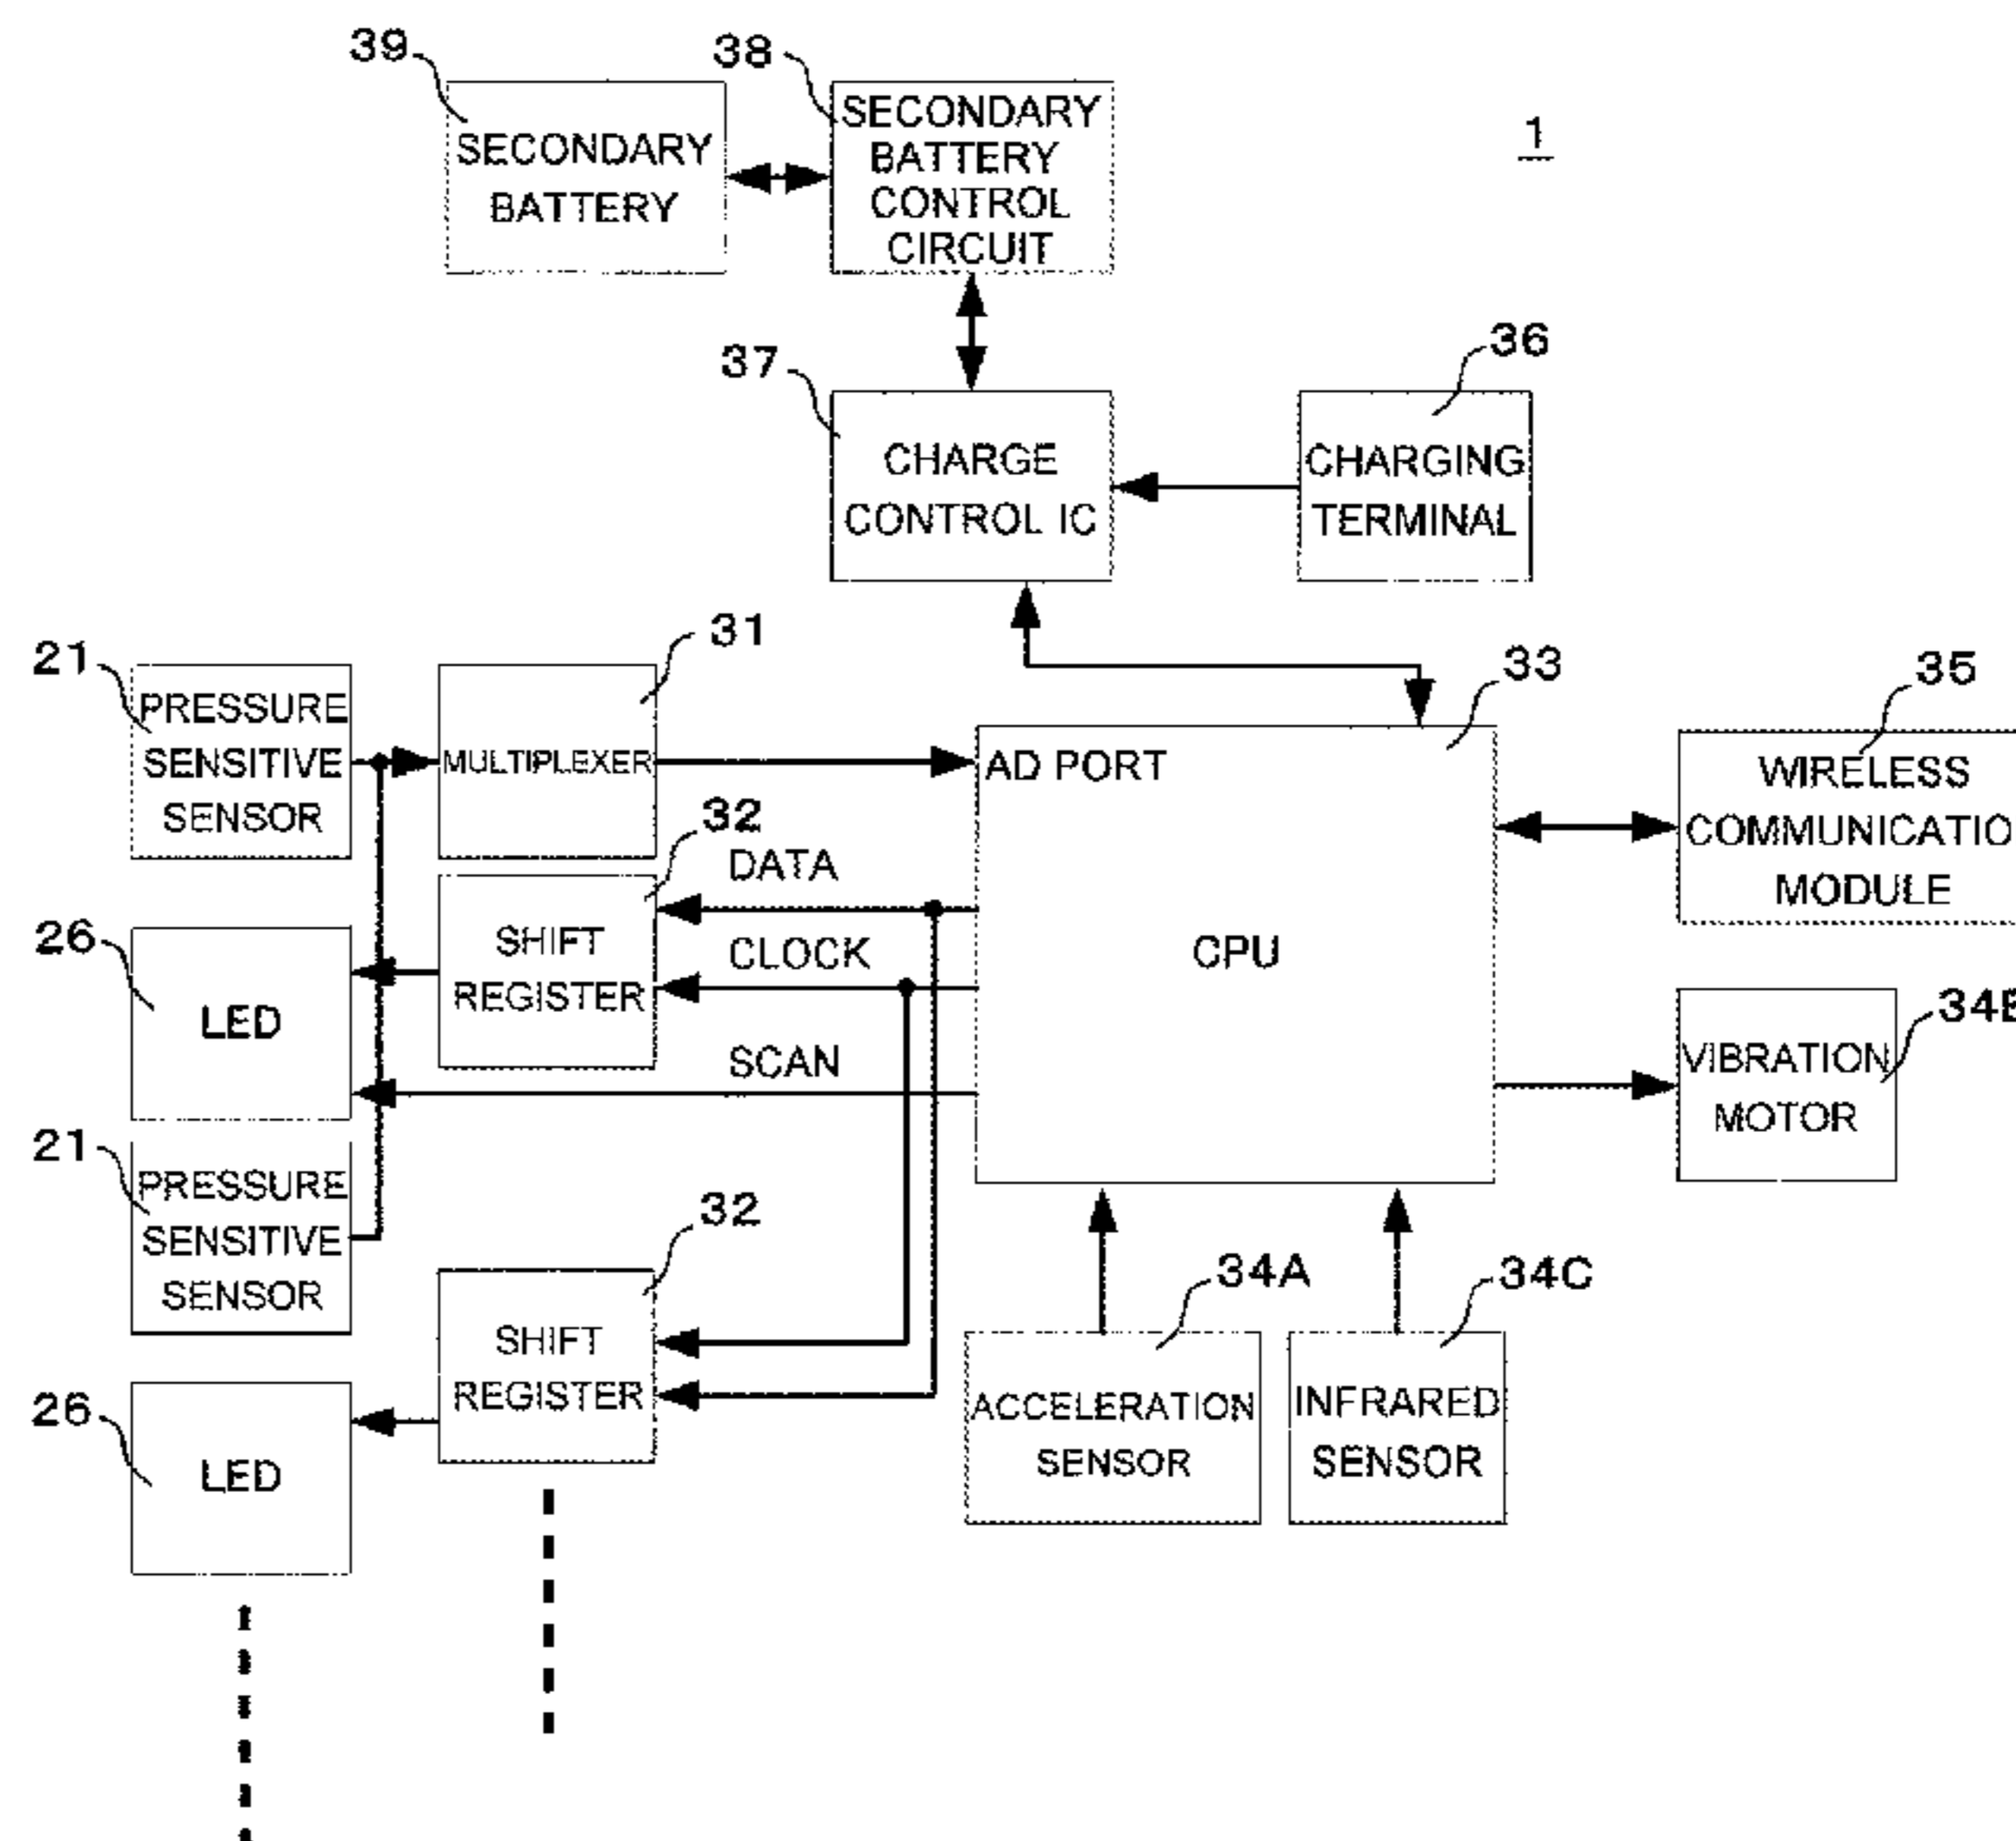 39
38
SECONDARY
BATTERY
SECONDARY
BATTERY
CONTROL
CIRCUIT
1
37
CHARGE
CONTROL IC
36
CHARGING
TERMINAL
21
PRESSURE
SENSITIVE
SENSOR
31
MULTIPLEXER
33
AD PORT
CPU
35
WIRELESS
COMMUNICATIO
MODULE
32
DATA
SHIFT
REGISTER
CLOCK
SCAN
26
LED
34B
VIBRATION
MOTOR
21
PRESSURE
SENSITIVE
SENSOR
32
SHIFT
REGISTER
34A
ACCELERATION
SENSOR
34C
INFRARED
SENSOR
26
LED